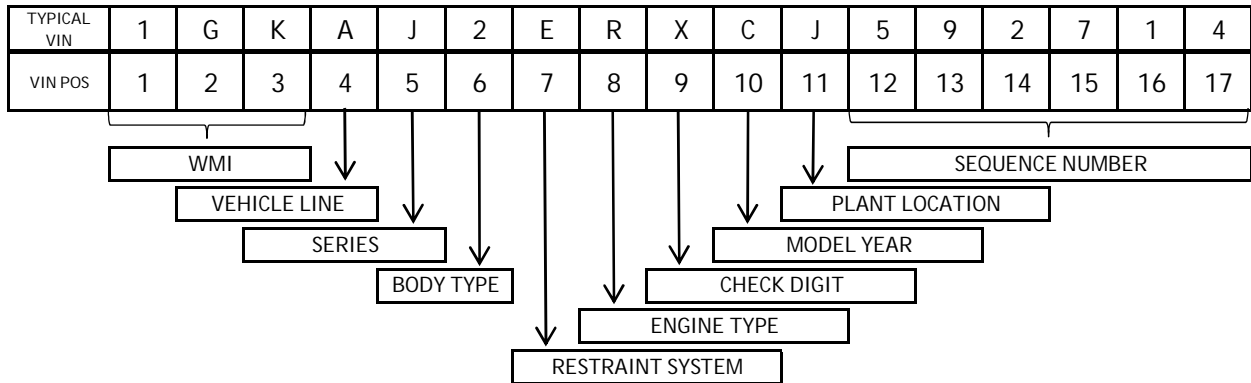 TYPICAL VIN 1 G K A J 2 E R X C J 5 9 2 7 1 4
VIN POS 1 2 3 4 5 6 7 8 9 10 11 12 13 14 15 16 17
WMI SEQUENCE NUMBER
VEHICLE LINE PLANT LOCATION
SERIES MODEL YEAR
BODY TYPE CHECK DIGIT
ENGINE TYPE
RESTRAINT SYSTEM